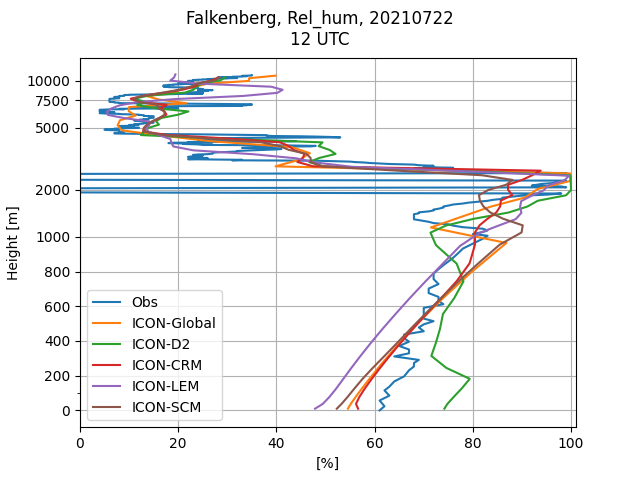 Falkenberg, Rel_hum, 20210722
12 UTC
Height [m]
10000
7500
5000
2000
1000
800
600
400
200
0
Obs
ICON-Global
ICON-D2
ICON-CRM
ICON-LEM
ICON-SCM
0 20 40 60 80 100
[%]